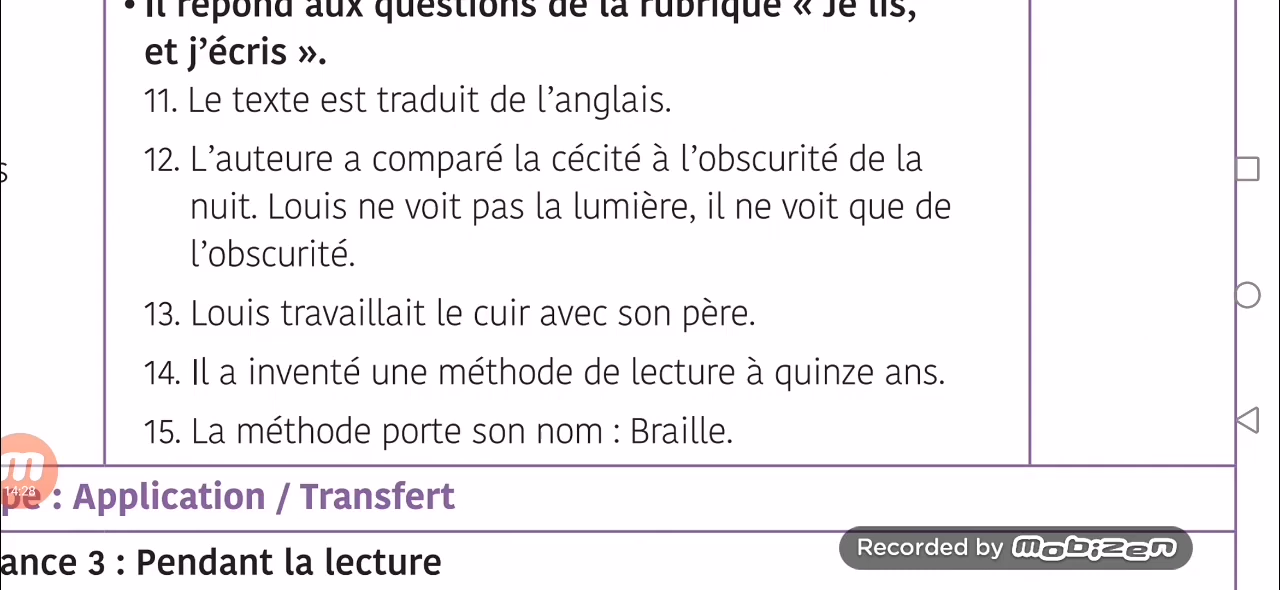 • Il répond aux questions de la rubrique « Je lis,
et j’écris ».
11. Le texte est traduit de l’anglais.
12. L’auteure a comparé la cécité à l’obscurité de la
s
nuit. Louis ne voit pas la lumière, il ne voit que de
l’obscurité.
13. Louis travaillait le cuir avec son père.
14. Il a inventé une méthode de lecture à quinze ans.
15. La méthode porte son nom : Braille.
m
14:28
pe : Application / Transfert
Recorded by mobizen
ance 3 : Pendant la lecture